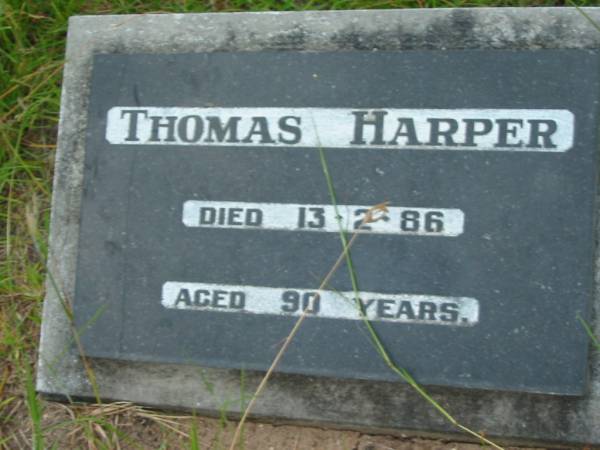 THOMAS HARPER
DIED 13-2-86
AGED 90 YEARS.